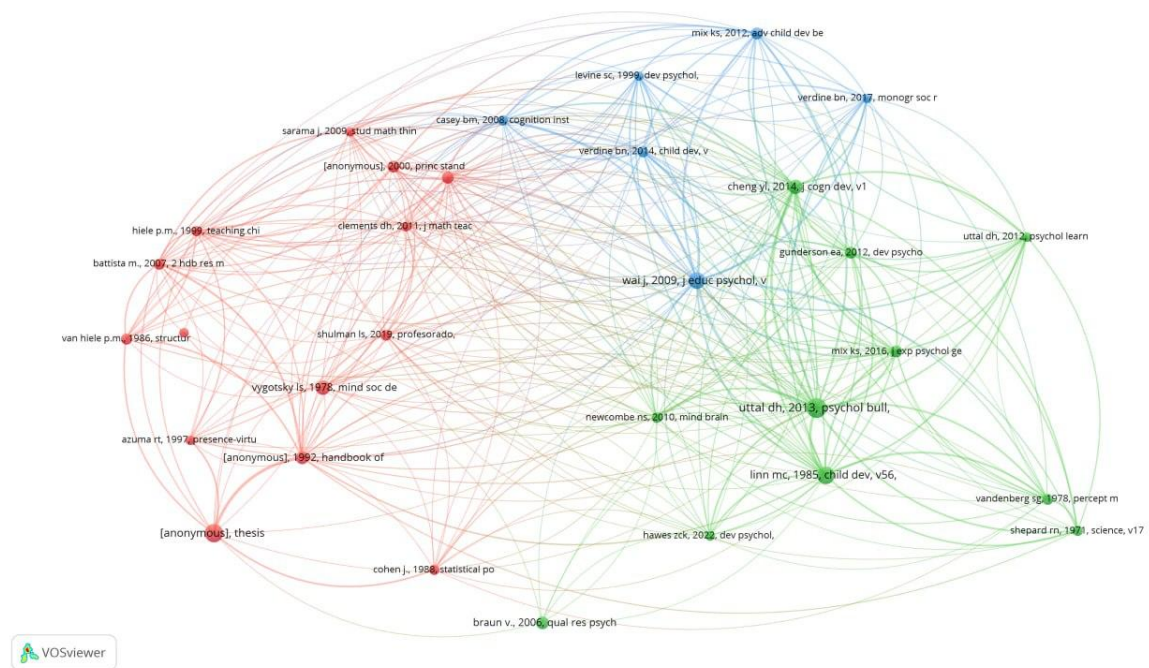 mix ks, 2012, adv child dev be
levine sc, 1999, dev psychol,
verdine bn, 2017, monogr soc r
casey bm, 2008, cognition inst
sarama j, 2009, stud math thin
verdine bn, 2014, child dev, v
[anonymous], 2000, princ stand
cheng yl, 2014, j cogn dev, v1
clements dh, 2011, j math teac
hiele p.m., 1999, teaching chi
uttal dh, 2012, psychol learn
gunderson ea, 2012, dev psycho
battista m., 2007, 2 hdb res m
wai j, 2009, j educ psychol, v
shulman ls, 2019, profesorado,
van hiele p.m., 1986, structur
mix ks, 2016, j exp psychol ge
vygotsky ls, 1978, mind soc de
uttal dh, 2013, psychol bull,
newcombe ns, 2010, mind brain
azuma rt, 1997, presence-virtu
[anonymous], 1992, handbook of
linn mc, 1985, child dev, v56,
vandenberg sg, 1978, percept m
[anonymous], thesis
hawes zck, 2022, dev psychol,
shepard rn, 1971, science, v17
cohen j., 1988, statistical po
braun v., 2006, qual res psych
VOSviewer